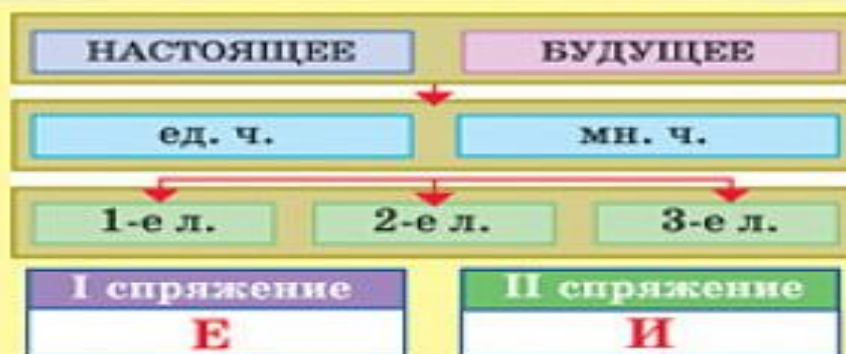 НАСТОЯЩЕЕ БУДУЩЕЕ
ед. ч. мн. ч.
1-е л. 2-е л. 3-е л.
I спряжение II спряжение
Е И